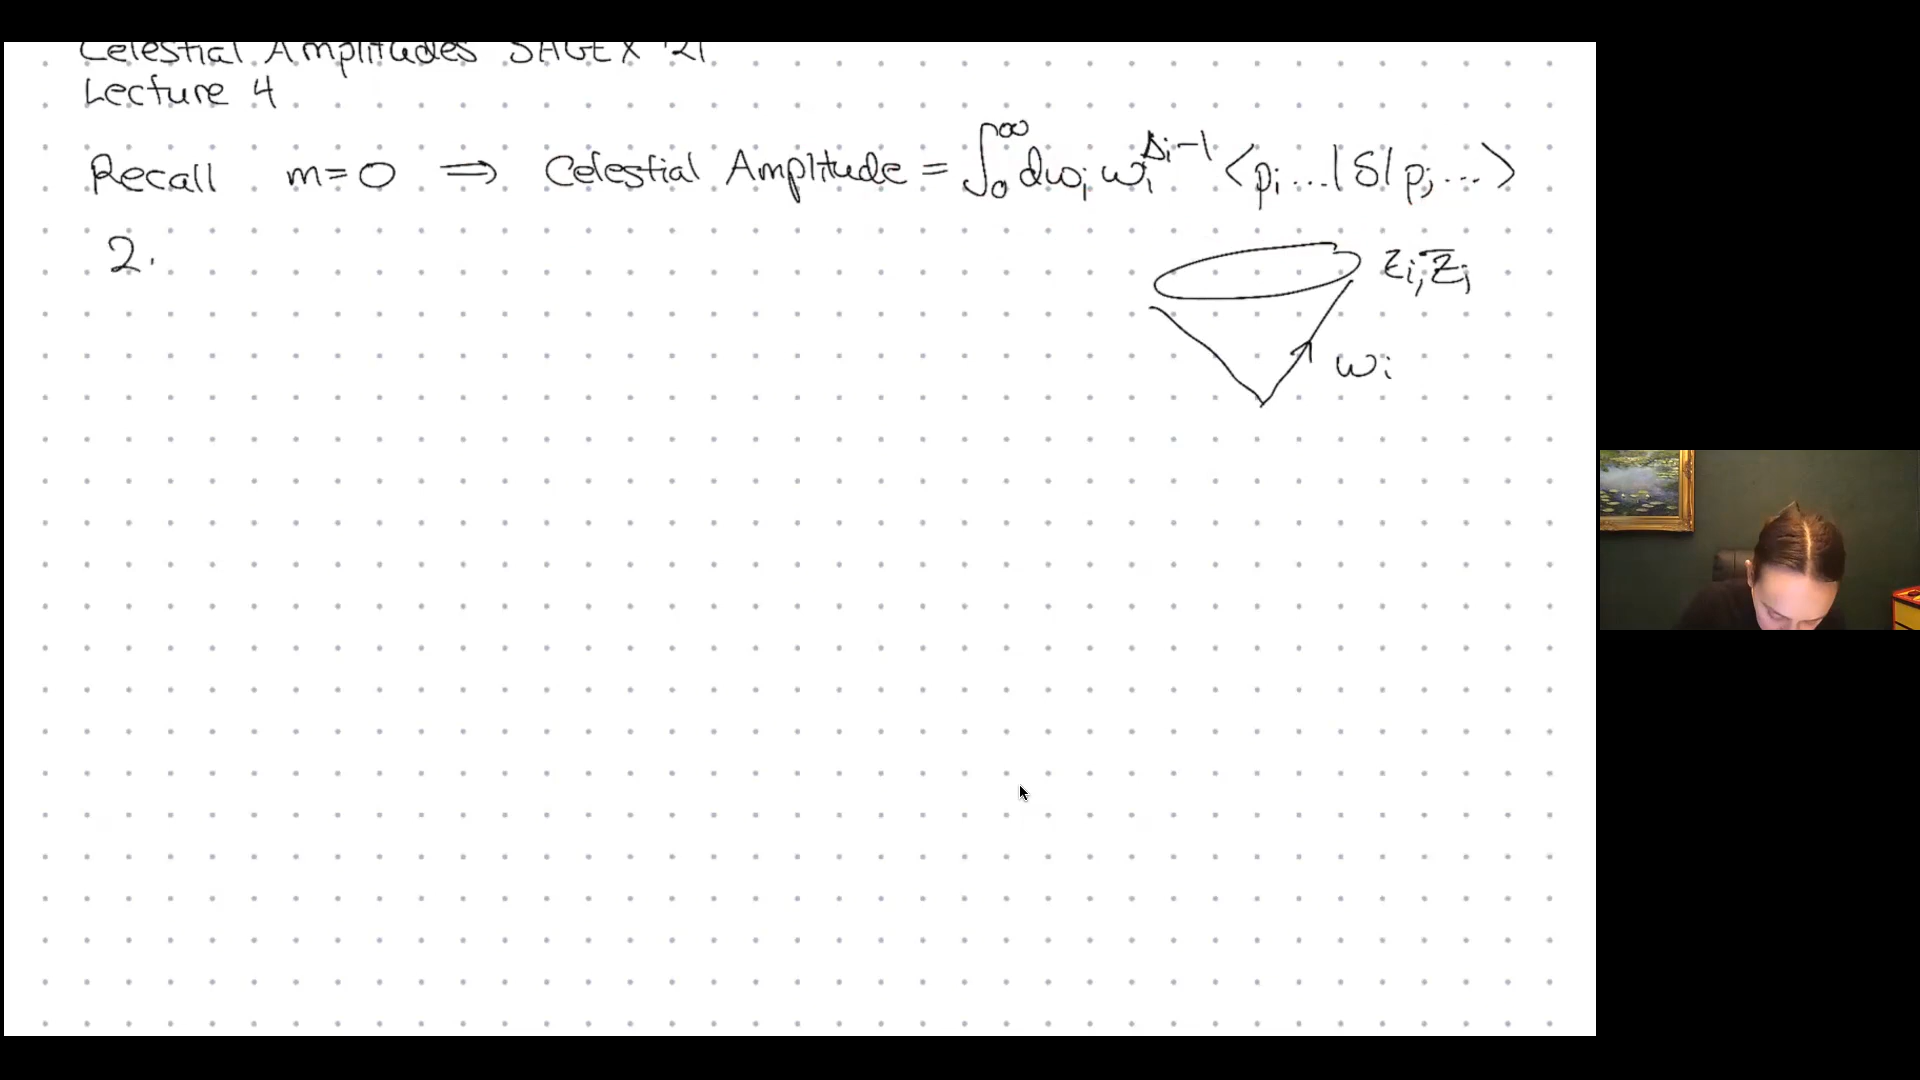 Celestial Amplitudes SAGEX '21
Lecture 4
Recall m=0 ⟹ Celestial Amplitude = ∫₀^∞ dωᵢ ωᵢ^{Δᵢ-1} <pᵢ...|S|pⱼ...>
2.
zᵢ, z̄ᵢ
ωᵢ